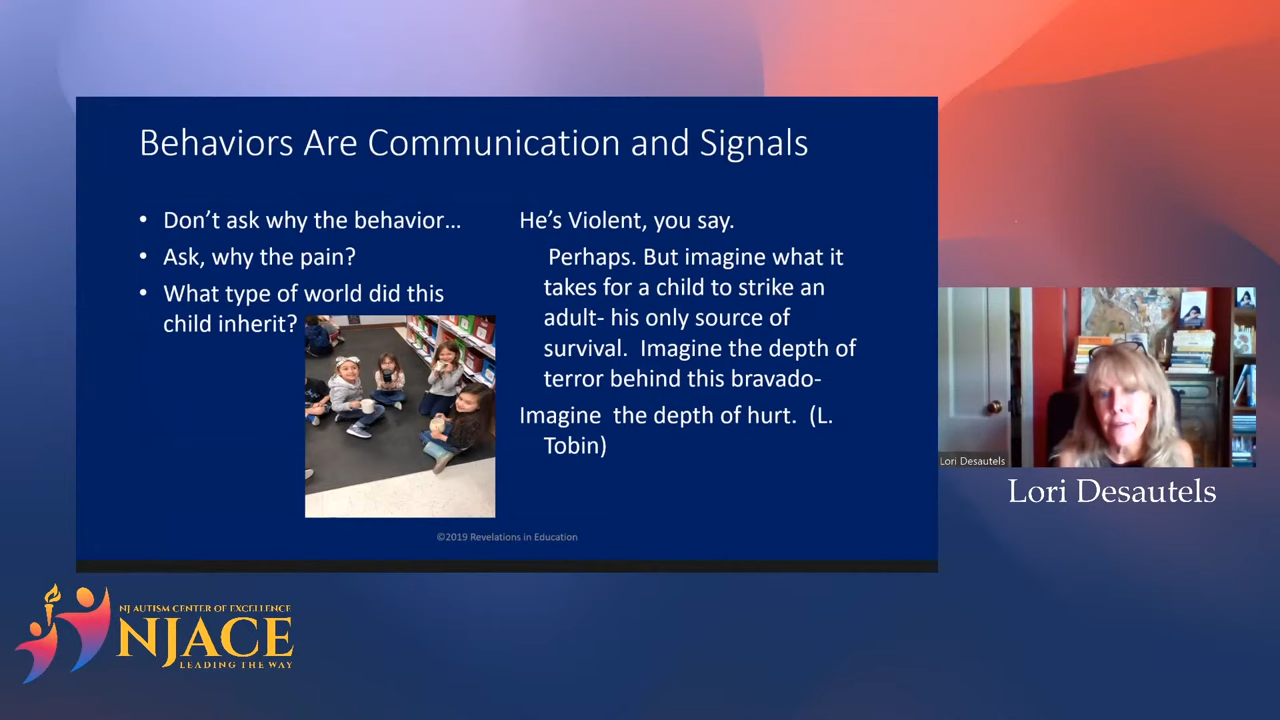 Behaviors Are Communication and Signals
• Don’t ask why the behavior…
• Ask, why the pain?
• What type of world did this
child inherit?
He’s Violent, you say.
Perhaps. But imagine what it
takes for a child to strike an
adult- his only source of
survival.  Imagine the depth of
terror behind this bravado-
Imagine  the depth of hurt.  (L.
Tobin)
©2019 Revelations in Education
Lori Desautels
Lori Desautels
NJ AUTISM CENTER OF EXCELLENCE
NJACE
LEADING THE WAY